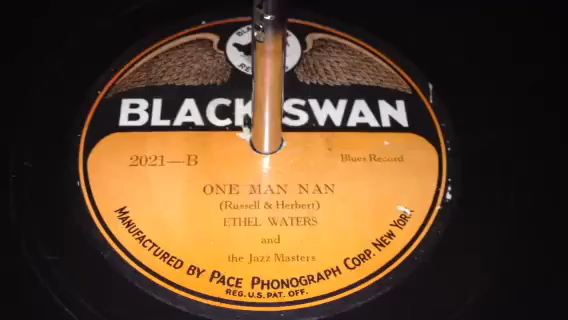 BLACK SWAN
2021—B
Blues Record
ONE MAN NAN
(Russell & Herbert)
ETHEL WATERS
and
the Jazz Masters
MANUFACTURED BY PACE PHONOGRAPH CORP. NEW YORK
REG. U.S. PAT. OFF.